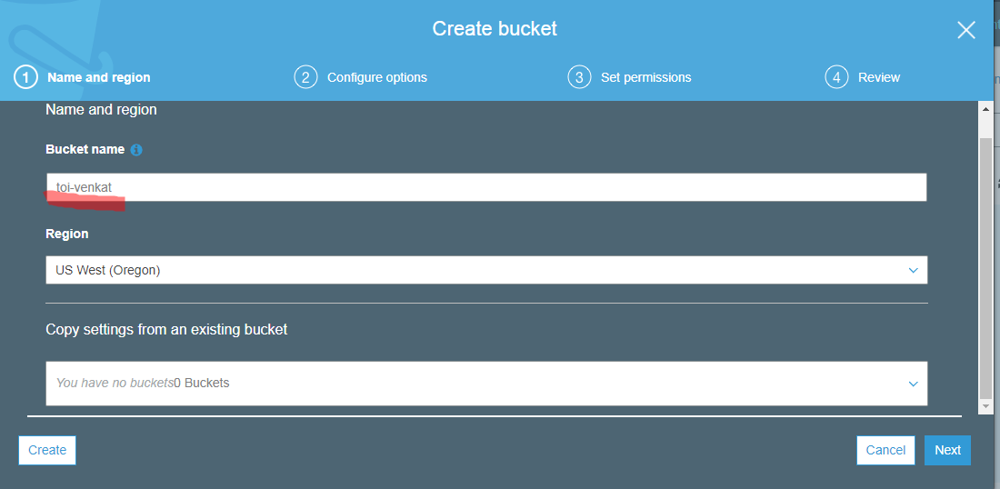 Create bucket
1 Name and region 2 Configure options 3 Set permissions 4 Review
Name and region
Bucket name
toi-venkat
Region
US West (Oregon)
Copy settings from an existing bucket
You have no buckets0 Buckets
Create Cancel Next